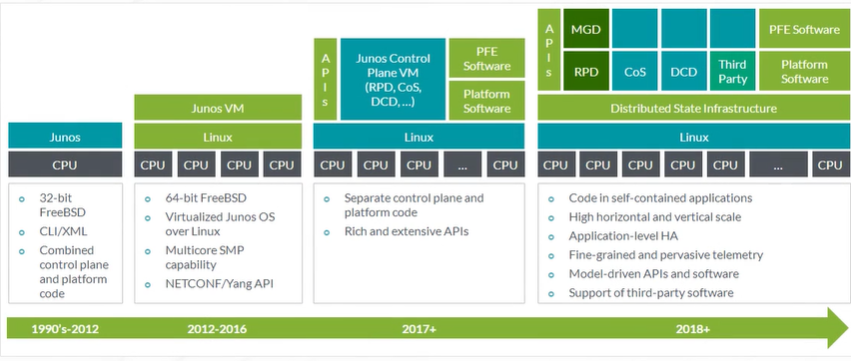 Junos
CPU
32-bit
FreeBSD
CLI/XML
Combined
control plane
and platform
code
1990's-2012
Junos VM
Linux
CPU CPU CPU CPU
64-bit FreeBSD
Virtualized Junos OS
over Linux
Multicore SMP
capability
NETCONF/Yang API
2012-2016
A
P
I
s
Junos Control
Plane VM
(RPD, CoS,
DCD, ...)
PFE
Software
Platform
Software
Linux
CPU CPU CPU ... CPU
Separate control plane and
platform code
Rich and extensive APIs
2017+
A
P
I
s
MGD
PFE Software
RPD
CoS
DCD
Third
Party
Platform
Software
Distributed State Infrastructure
Linux
CPU CPU CPU CPU CPU ... CPU
Code in self-contained applications
High horizontal and vertical scale
Application-level HA
Fine-grained and pervasive telemetry
Model-driven APIs and software
Support of third-party software
2018+